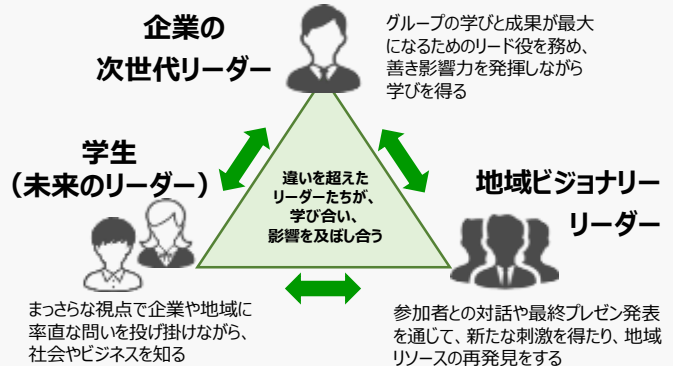 企業の
次世代リーダー
グループの学びと成果が最大
になるためのリード役を務め、
善き影響力を発揮しながら
学びを得る
学生
(未来のリーダー)
違いを超えた
リーダーたちが、
学び合い、
影響を及ぼし合う
地域ビジョナリー
リーダー
まっさらな視点で企業や地域に
率直な問いを投げ掛けながら、
社会やビジネスを知る
参加者との対話や最終プレゼン発表
を通じて、新たな刺激を得たり、地域
リソースの再発見をする